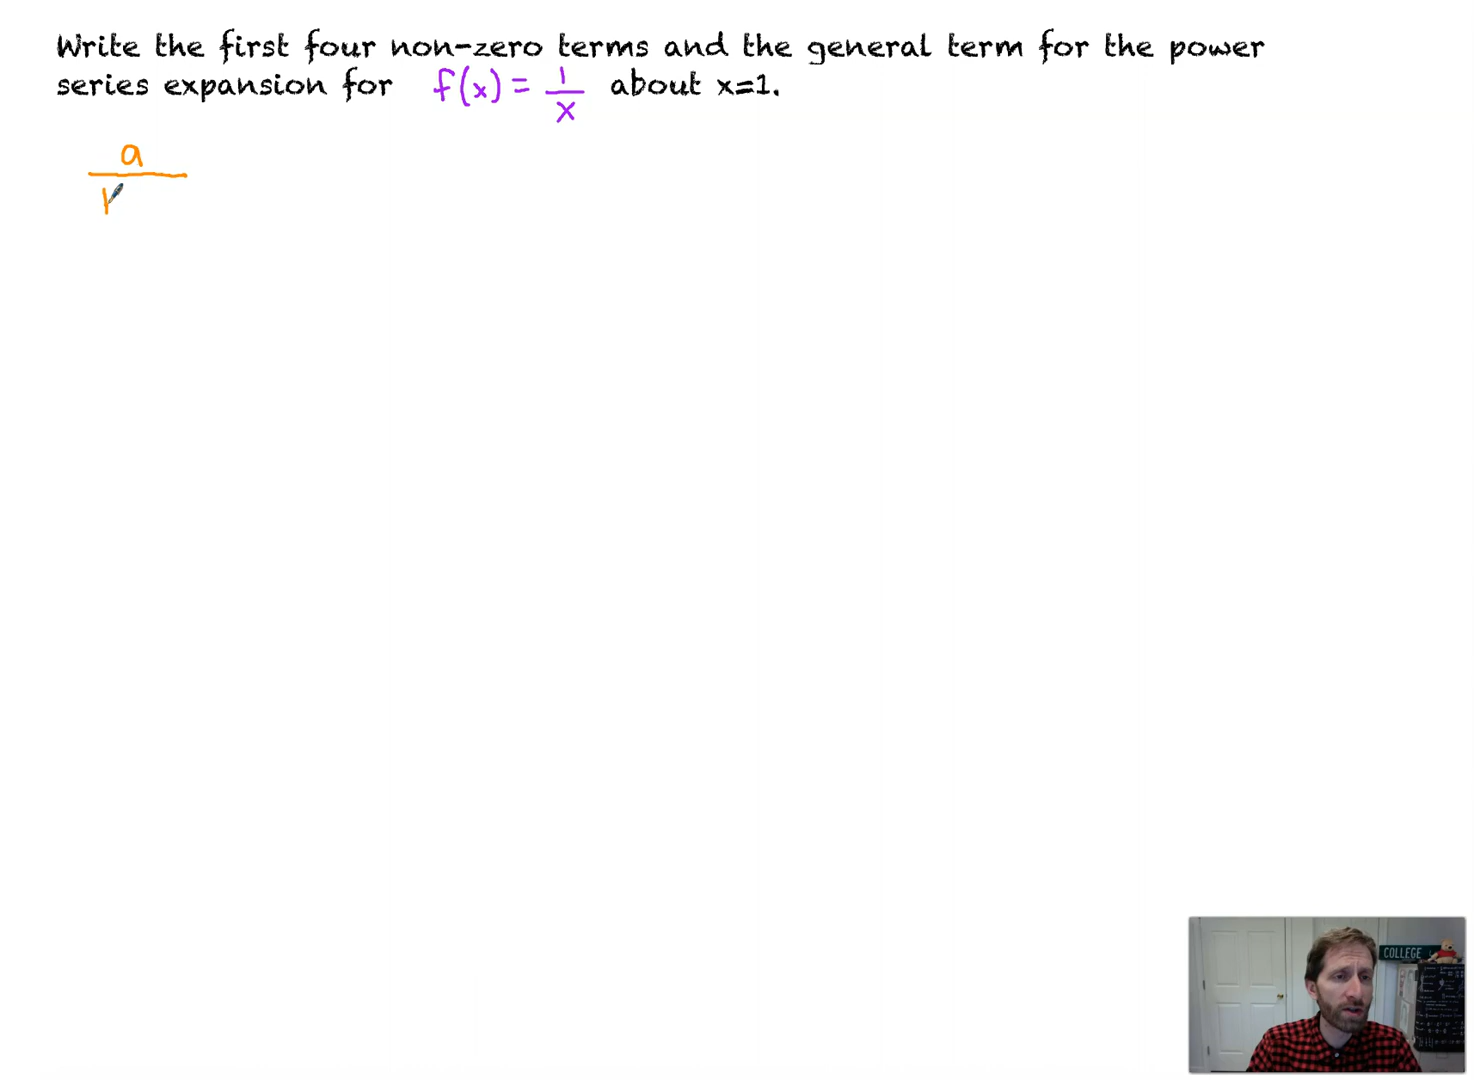 Write the first four non-zero terms and the general term for the power
series expansion for f(x) = 1/x about x=1.
a
1
COLLEGE